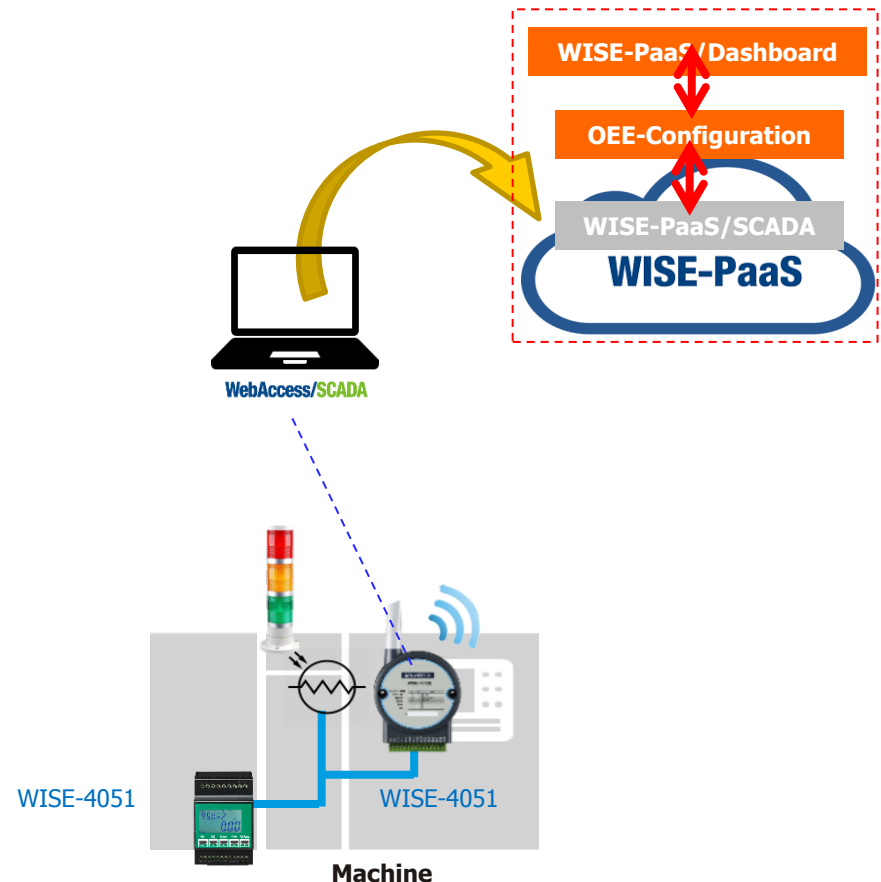 WISE-PaaS/Dashboard
OEE-Configuration
WISE-PaaS/SCADA
WISE-PaaS
WebAccess/SCADA
WISE-4051
WISE-4051
Machine